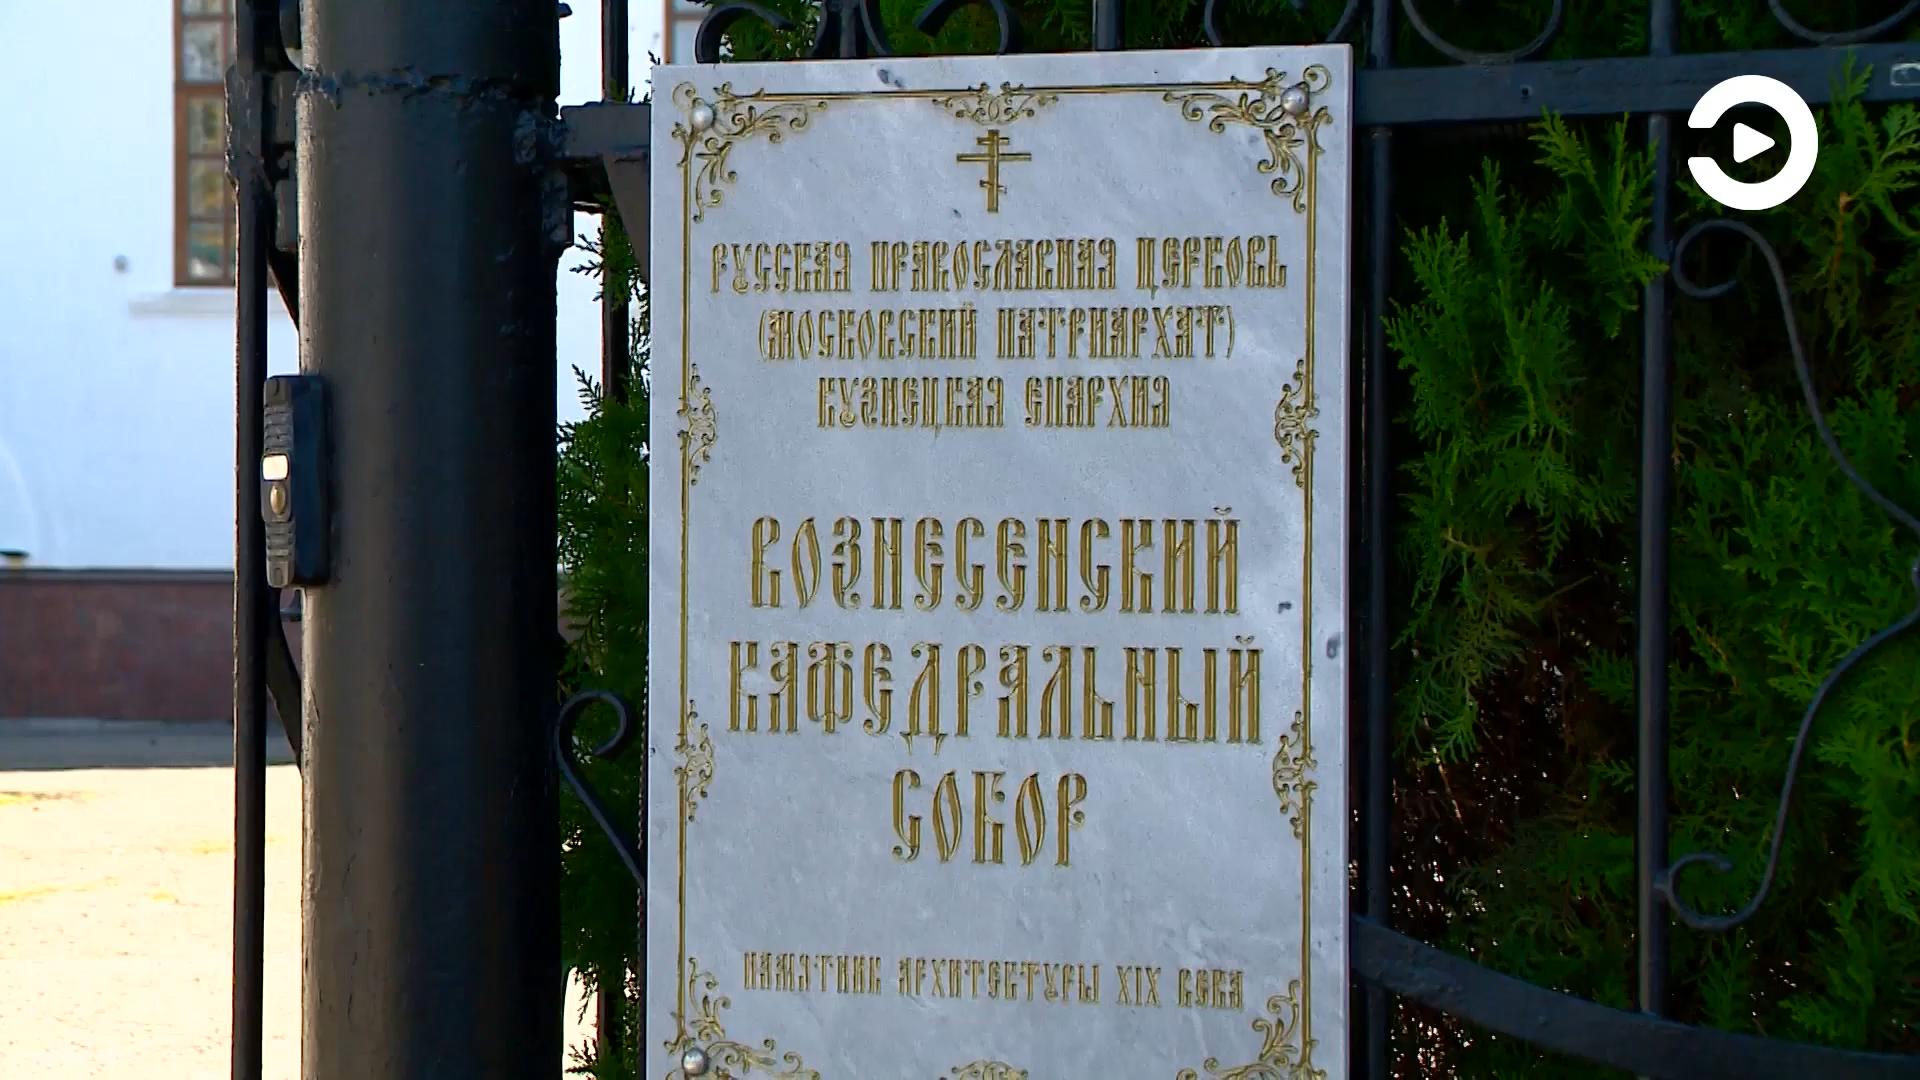 РУССКАЯ ПРАВОСЛАВНАЯ ЦЕРКОВЬ
(МОСКОВСКИЙ ПАТРИАРХАТ)
КУЗНЕЦКАЯ ЕПАРХИЯ
ВОЗНЕСЕНСКИЙ
КАФЕДРАЛЬНЫЙ
СОБОР
ПАМЯТНИК АРХИТЕКТУРЫ XIX ВЕКА